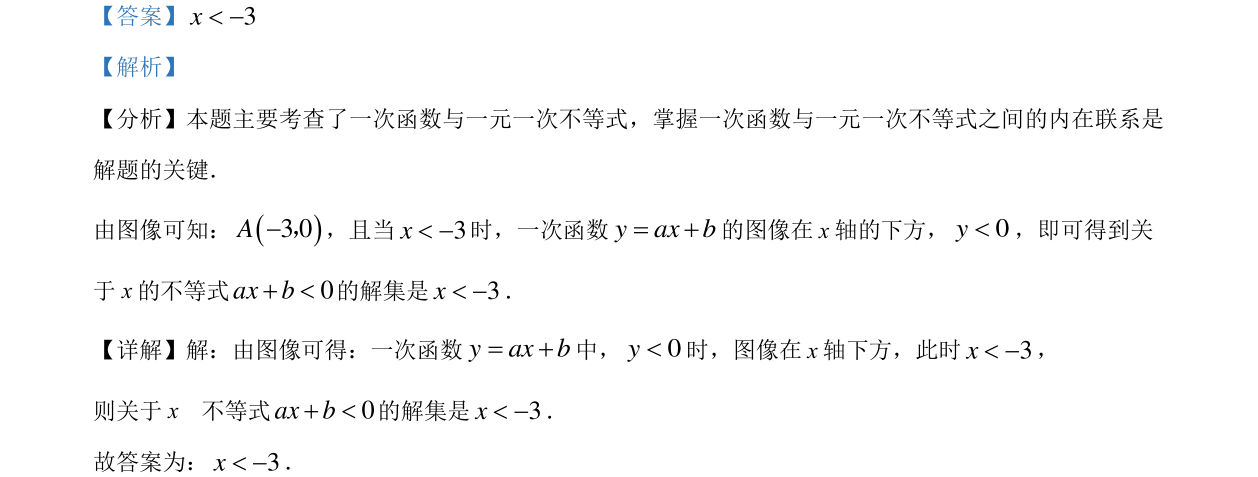 【答案】x < −3
【解析】
【分析】本题主要考查了一次函数与一元一次不等式，掌握一次函数与一元一次不等式之间的内在联系是
解题的关键．
由图像可知：A(−3,0)，且当 x < −3时，一次函数 y = ax + b 的图像在 x 轴的下方，y < 0，即可得到关
于 x 的不等式 ax + b < 0的解集是 x < −3．
【详解】解：由图像可得：一次函数 y = ax + b 中，y < 0时，图像在 x 轴下方，此时 x < −3，
则关于 x 不等式 ax + b < 0的解集是 x < −3．
故答案为：x < −3．